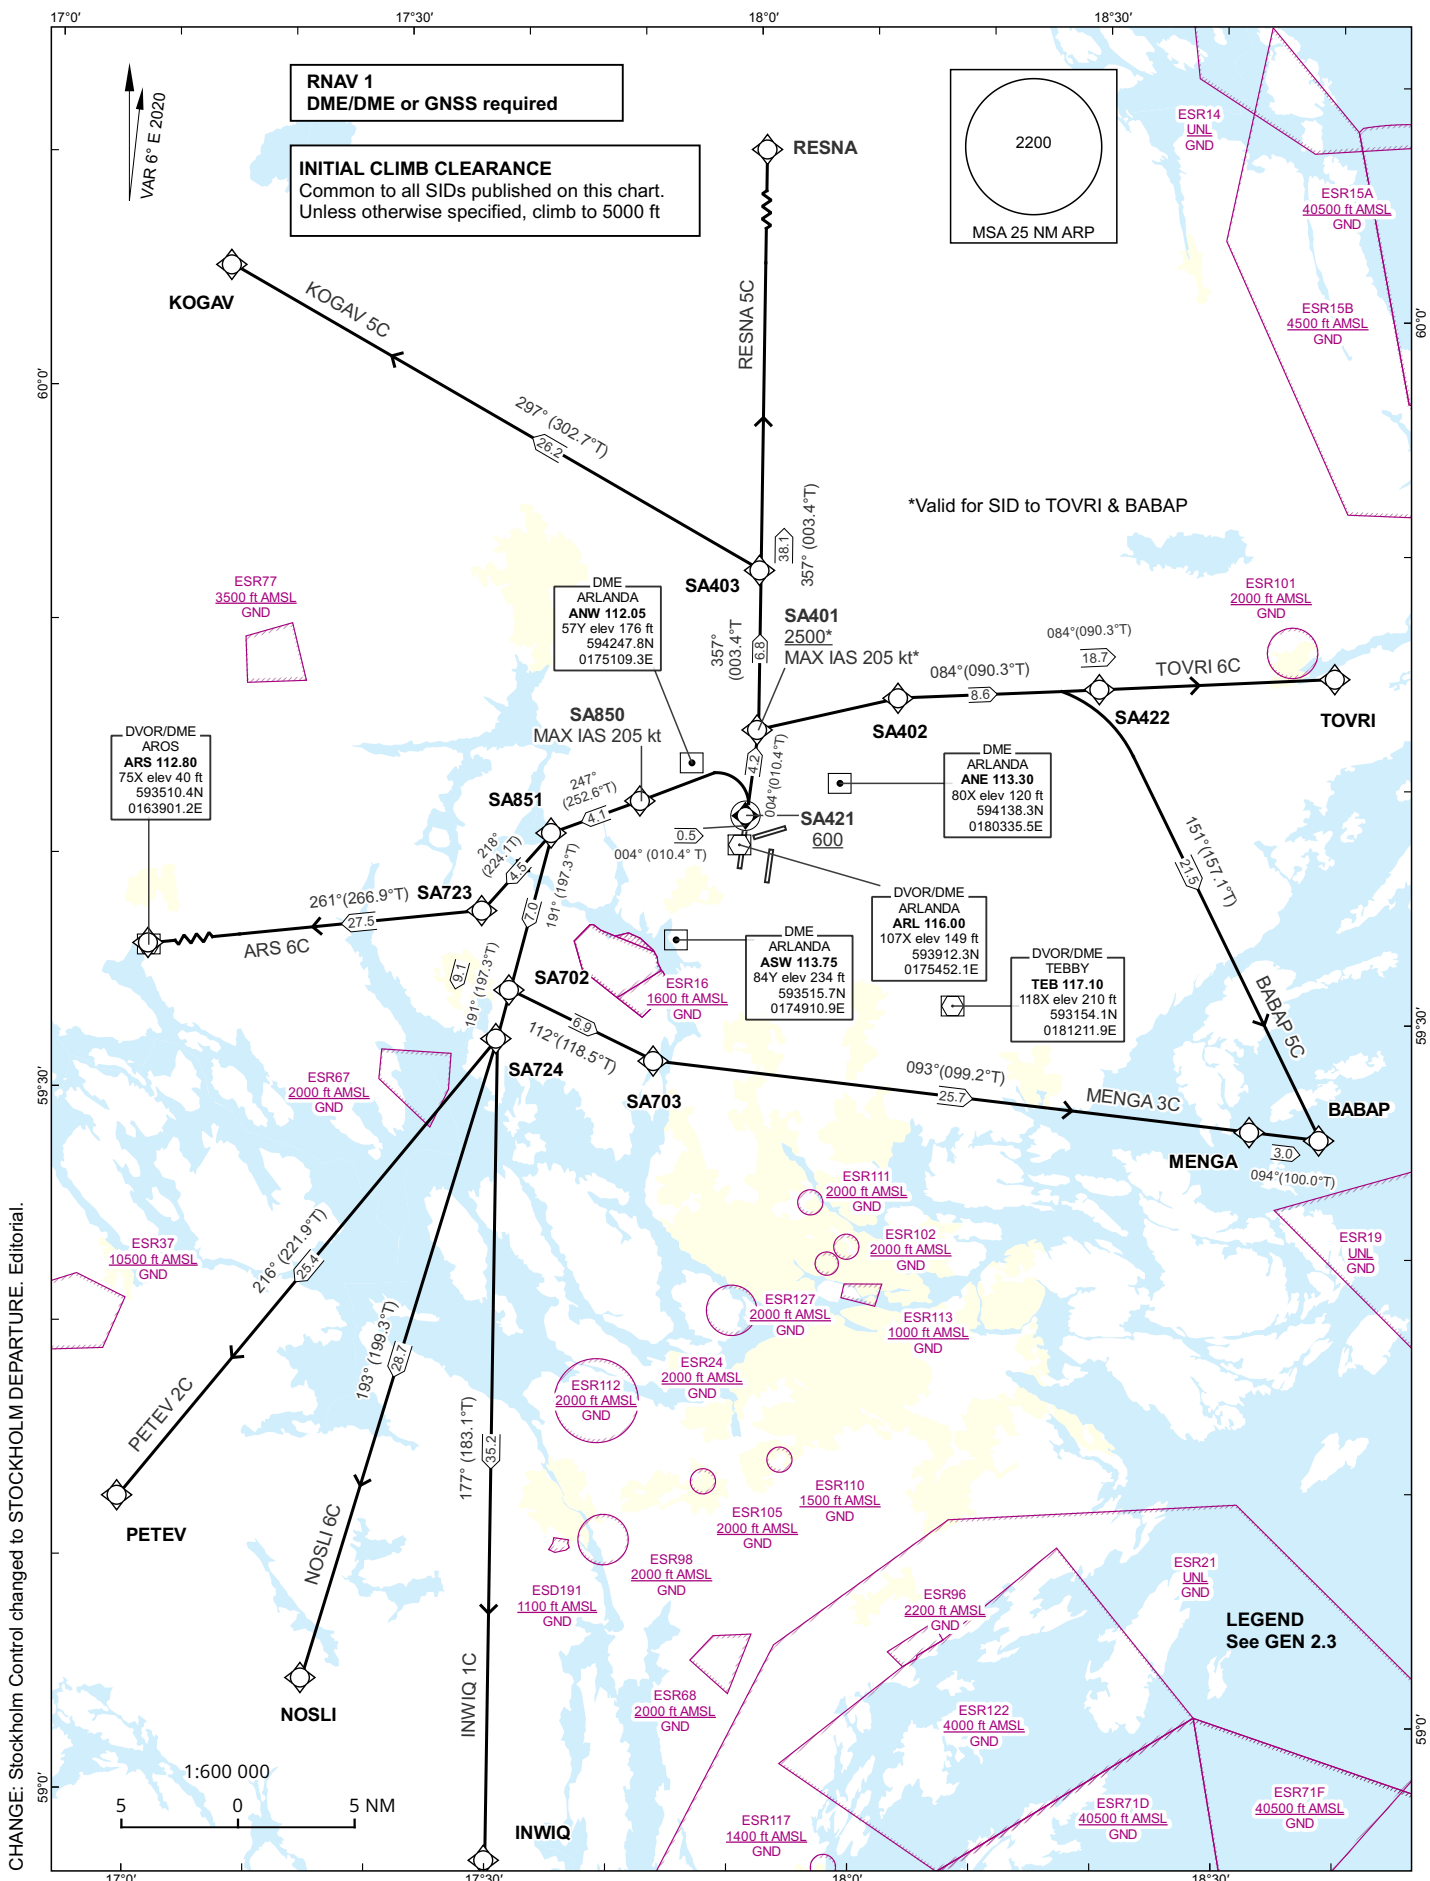 17°0'
17°30'
18°0'
18°30'
VAR 6° E 2020
RNAV 1
DME/DME or GNSS required
INITIAL CLIMB CLEARANCE
Common to all SIDs published on this chart.
Unless otherwise specified, climb to 5000 ft
RESNA
2200
MSA 25 NM ARP
ESR14
UNL
GND
ESR15A
40500 ft AMSL
GND
ESR15B
4500 ft AMSL
GND
KOGAV
KOGAV 5C
RESNA 5C
60°0'
60°0'
297° (302.7°T)
26.2
*Valid for SID to TOVRI & BABAP
38.1
357° (003.4°T)
SA403
ESR77
3500 ft AMSL
GND
DME
ARLANDA
ANW 112.05
57Y elev 176 ft
594247.8N
0175109.3E
ESR101
2000 ft AMSL
GND
357°
(003.4°T
6.8
SA401
2500*
MAX IAS 205 kt*
084°(090.3°T)
18.7
084°(090.3°T)
8.6
TOVRI 6C
TOVRI
SA402
SA422
SA850
MAX IAS 205 kt
DVOR/DME
AROS
ARS 112.80
75X elev 40 ft
593510.4N
0163901.2E
DME
ARLANDA
ANE 113.30
80X elev 120 ft
594138.3N
0180335.5E
4.2
004°(010.4°T)
247°
(252.6°T)
4.1
SA851
SA421
600
0.5
004° (010.4° T)
218°
(224.1T)
4.5
151°(157.1°T)
21.5
261°(266.9°T)
27.5
SA723
ARS 6C
7.0
191° (197.3°T)
DVOR/DME
ARLANDA
ARL 116.00
107X elev 149 ft
593912.3N
0175452.1E
DME
ARLANDA
ASW 113.75
84Y elev 234 ft
593515.7N
0174910.9E
DVOR/DME
TEBBY
TEB 117.10
118X elev 210 ft
593154.1N
0181211.9E
9.1
191° (197.3°T)
SA702
ESR16
1600 ft AMSL
GND
BABAP 5C
59°30'
59°30'
6.9
112°(118.5°T)
SA724
SA703
ESR67
2000 ft AMSL
GND
093°(099.2°T)
25.7
MENGA 3C
BABAP
MENGA
3.0
094°(100.0°T)
ESR111
2000 ft AMSL
GND
ESR102
2000 ft AMSL
GND
ESR19
UNL
GND
ESR37
10500 ft AMSL
GND
216° (221.9°T)
25.4
ESR127
2000 ft AMSL
GND
ESR113
1000 ft AMSL
GND
193° (199.3°T)
28.7
ESR24
2000 ft AMSL
GND
ESR112
2000 ft AMSL
GND
PETEV 2C
177° (183.1°T)
35.2
PETEV
ESR110
1500 ft AMSL
GND
ESR105
2000 ft AMSL
GND
NOSLI 6C
ESR98
2000 ft AMSL
GND
ESD191
1100 ft AMSL
GND
ESR21
UNL
GND
ESR96
2200 ft AMSL
GND
LEGEND
See GEN 2.3
NOSLI
INWIQ 1C
ESR68
2000 ft AMSL
GND
ESR122
4000 ft AMSL
GND
59°0'
59°0'
1:600 000
5
0
5 NM
ESR71D
40500 ft AMSL
GND
ESR71F
40500 ft AMSL
GND
ESR117
1400 ft AMSL
GND
INWIQ
17°0'
17°30'
18°0'
18°30'
CHANGE: Stockholm Control changed to STOCKHOLM DEPARTURE. Editorial.